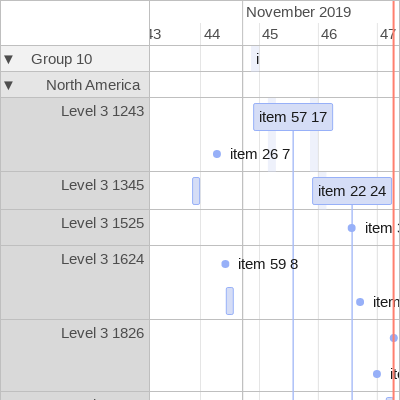 November 2019
43 44 45 46 47
▼ Group 10 i
▼ North America
Level 3 1243 item 57 17
item 26 7
Level 3 1345 item 22 24
Level 3 1525 item
Level 3 1624 item 59 8
item
Level 3 1826